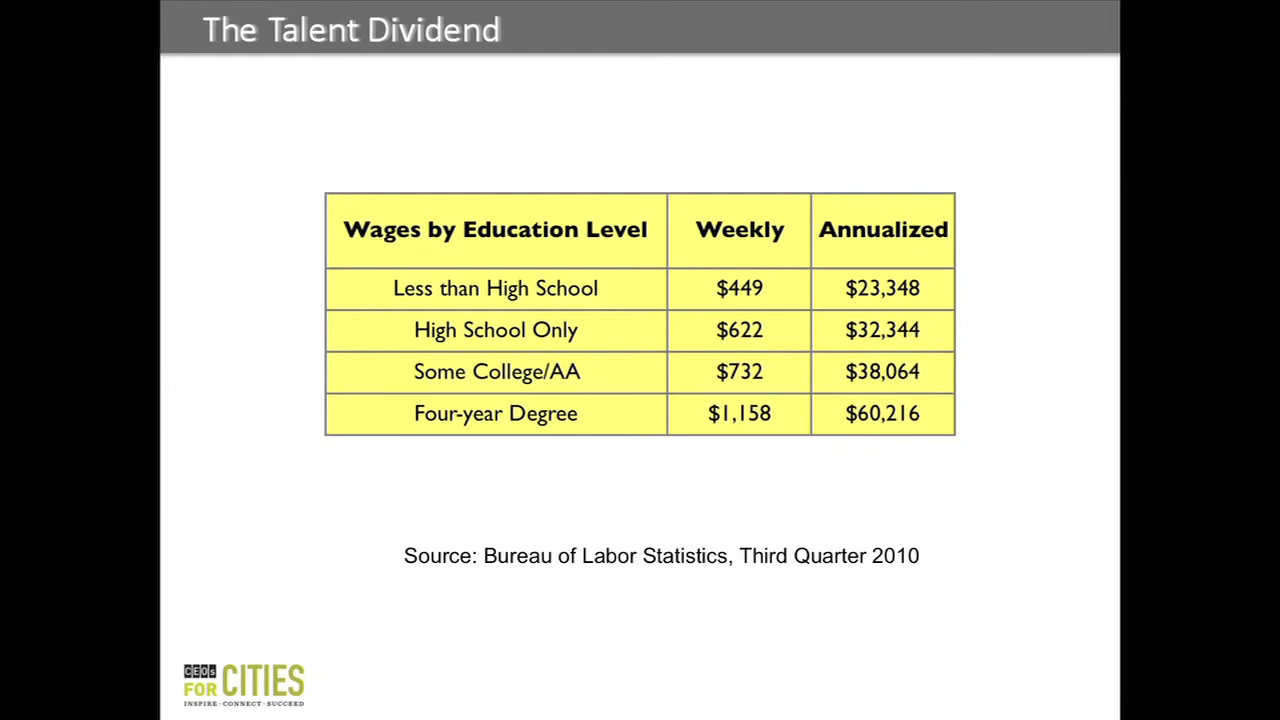 The Talent Dividend
Wages by Education Level Weekly Annualized
Less than High School $449 $23,348
High School Only $622 $32,344
Some College/AA $732 $38,064
Four-year Degree $1,158 $60,216
Source: Bureau of Labor Statistics, Third Quarter 2010
CEOs
FOR CITIES
INSPIRE · CONNECT · SUCCEED